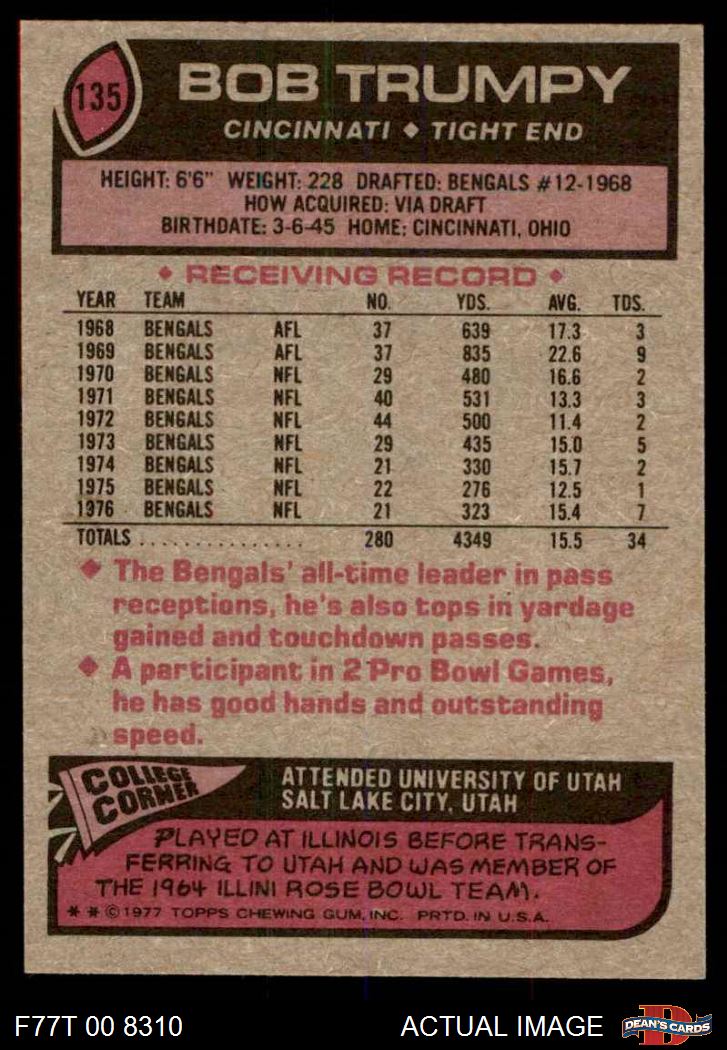 135
BOB TRUMPY
CINCINNATI ◆ TIGHT END
HEIGHT: 6'6" WEIGHT: 228 DRAFTED: BENGALS #12-1968
HOW ACQUIRED: VIA DRAFT
BIRTHDATE: 3-6-45 HOME: CINCINNATI, OHIO
◆ RECEIVING RECORD ◆
YEAR TEAM NO. YDS. AVG. TDS.
1968 BENGALS AFL 37 639 17.3 3
1969 BENGALS AFL 37 835 22.6 9
1970 BENGALS NFL 29 480 16.6 2
1971 BENGALS NFL 40 531 13.3 3
1972 BENGALS NFL 44 500 11.4 2
1973 BENGALS NFL 29 435 15.0 5
1974 BENGALS NFL 21 330 15.7 2
1975 BENGALS NFL 22 276 12.5 1
1976 BENGALS NFL 21 323 15.4 7
TOTALS ............... 280 4349 15.5 34
◆ The Bengals' all-time leader in pass
receptions, he's also tops in yardage
gained and touchdown passes.
◆ A participant in 2 Pro Bowl Games,
he has good hands and outstanding
speed.
COLLEGE
CORNER
ATTENDED UNIVERSITY OF UTAH
SALT LAKE CITY, UTAH
PLAYED AT ILLINOIS BEFORE TRANS-
FERRING TO UTAH AND WAS MEMBER OF
THE 1964 ILLINI ROSE BOWL TEAM.
* * © 1977 TOPPS CHEWING GUM, INC. PRTD. IN U.S.A.
F77T 00 8310 ACTUAL IMAGE
D
DEAN'S CARDS